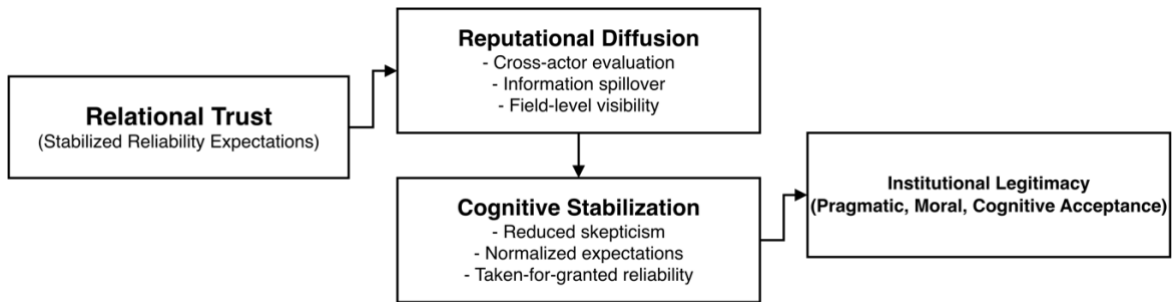 Relational Trust
(Stabilized Reliability Expectations)
Reputational Diffusion
- Cross-actor evaluation
- Information spillover
- Field-level visibility
Cognitive Stabilization
- Reduced skepticism
- Normalized expectations
- Taken-for-granted reliability
Institutional Legitimacy
(Pragmatic, Moral, Cognitive Acceptance)